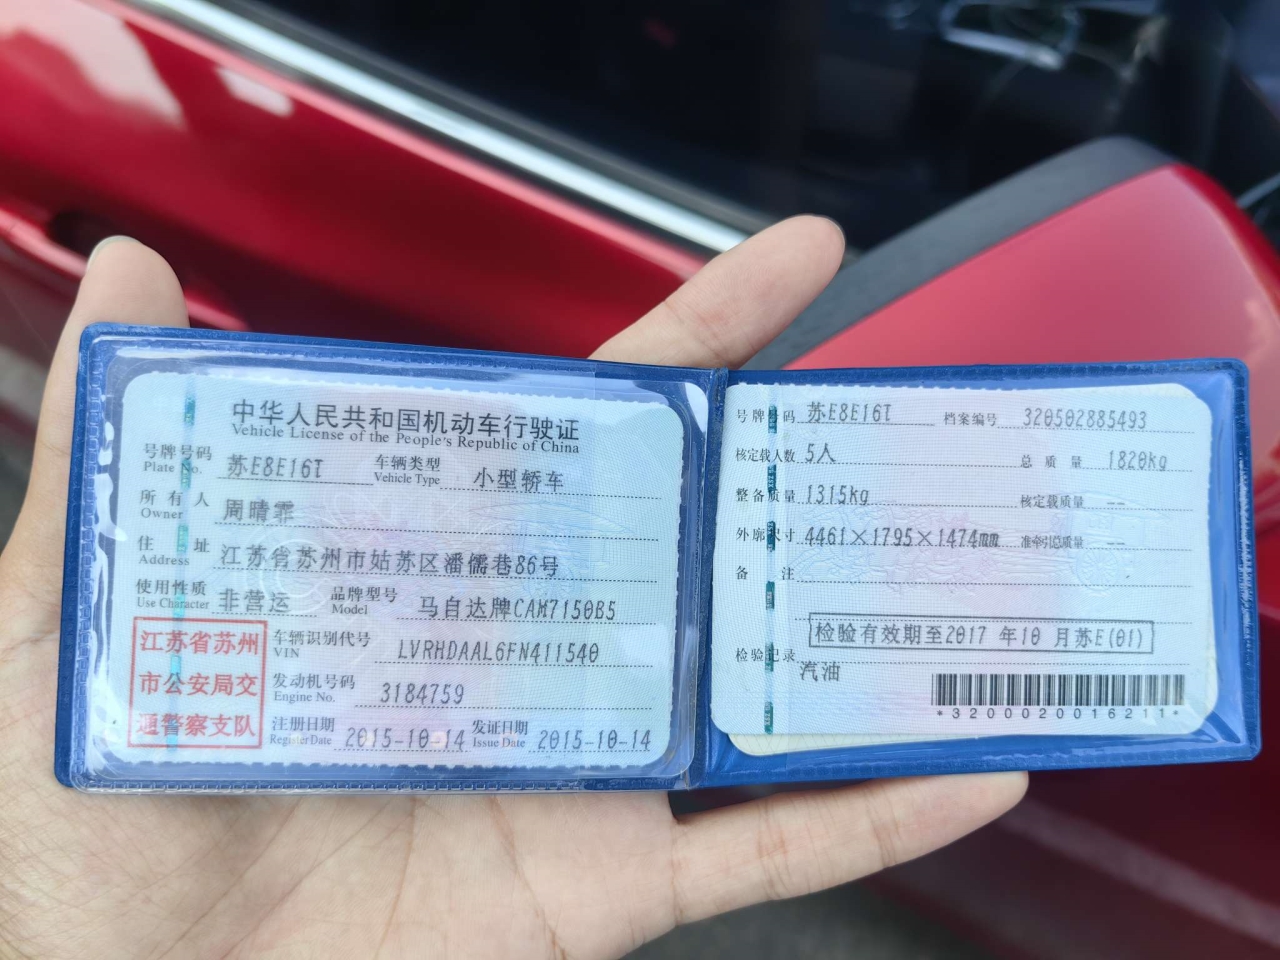 中华人民共和国机动车行驶证
Vehicle License of the People's Republic of China
号牌号码 Plate No. 苏E8E16T 车辆类型 Vehicle Type 小型轿车
所有人 Owner 周晴霏
住址 Address 江苏省苏州市姑苏区潘儒巷86号
使用性质 Use Character 非营运 品牌型号 Model 马自达牌CAM7150B5
江苏省苏州
市公安局交
通警察支队
车辆识别代号 VIN LVRHDAAL6FN411540
发动机号码 Engine No. 3184759
注册日期 Register Date 2015-10-14 发证日期 Issue Date 2015-10-14
号牌号码 苏E8E16T 档案编号 320502885493
核定载人数 5人 总质量 1820kg
整备质量 1315kg 核定载质量 --
外廓尺寸 4461×1795×1474mm 准牵引总质量 --
备注
检验有效期至2017 年10 月苏E(01)
检验记录
汽油
*3200020016211*